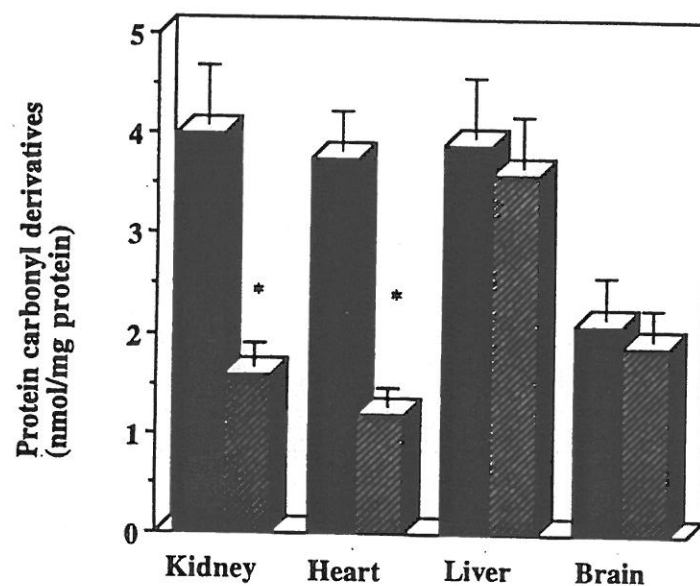 Protein carbonyl derivatives
(nmol/mg protein)
5
4
3
2
1
0
*
*
Kidney
Heart
Liver
Brain